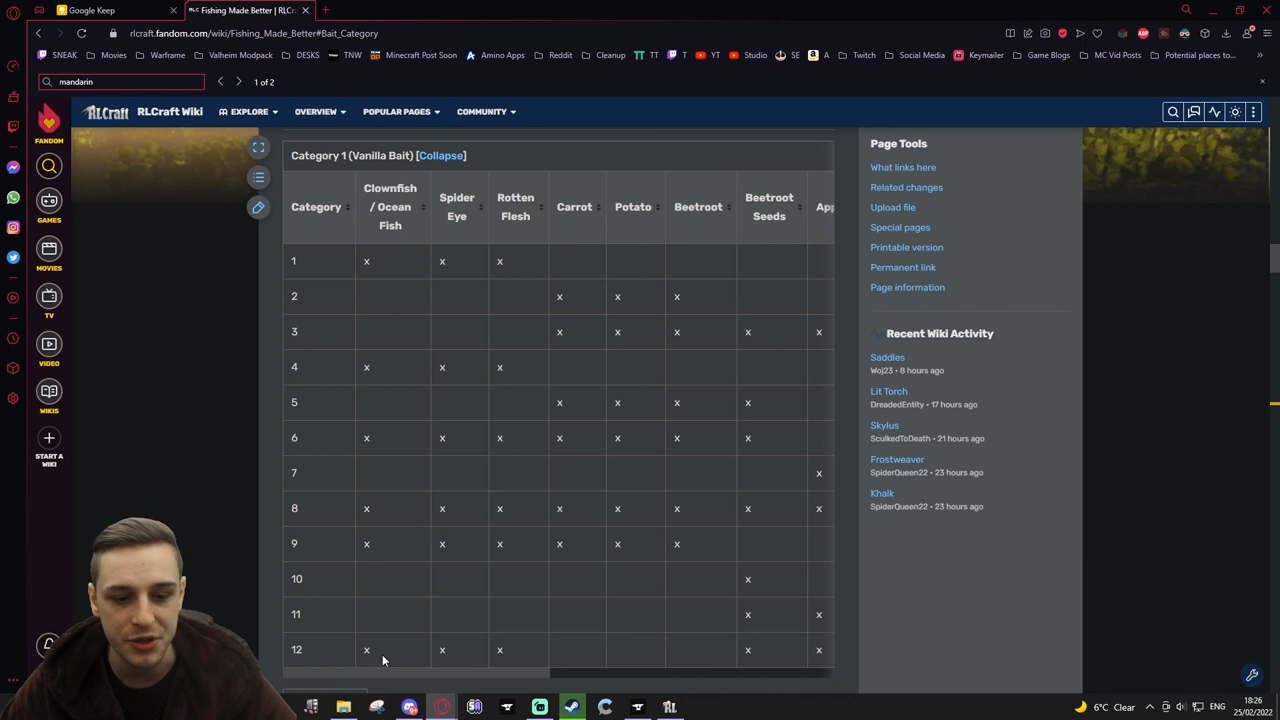 Google Keep
Fishing Made Better | RLC
rlcraft.fandom.com/wiki/Fishing_Made_Better#Bait_Category
SNEAK Movies Warframe Valheim Modpack DESKS TNW Minecraft Post Soon Amino Apps Reddit Cleanup TT T YT Studio SE A Twitch Social Media Keymailer Game Blogs MC Vid Posts Potential places to...
mandarin 1 of 2
FANDOM
GAMES
MOVIES
TV
VIDEO
WIKIS
START A
WIKI
RLCraft RLCraft Wiki EXPLORE OVERVIEW POPULAR PAGES COMMUNITY
Category 1 (Vanilla Bait) [Collapse]
Category Clownfish / Ocean Fish Spider Eye Rotten Flesh Carrot Potato Beetroot Beetroot Seeds App
1 x x x
2 x x x
3 x x x x x
4 x x x
5 x x x x
6 x x x x x x x
7 x
8 x x x x x x x x
9 x x x x x x
10 x
11 x x
12 x x x x x
Page Tools
What links here
Related changes
Upload file
Special pages
Printable version
Permanent link
Page information
Recent Wiki Activity
Saddles
Woj23 • 8 hours ago
Lit Torch
DreadedEntity • 17 hours ago
Skylus
SculkedToDeath • 21 hours ago
Frostweaver
SpiderQueen22 • 23 hours ago
Khalk
SpiderQueen22 • 23 hours ago
6°C Clear ENG 18:26
25/02/2022